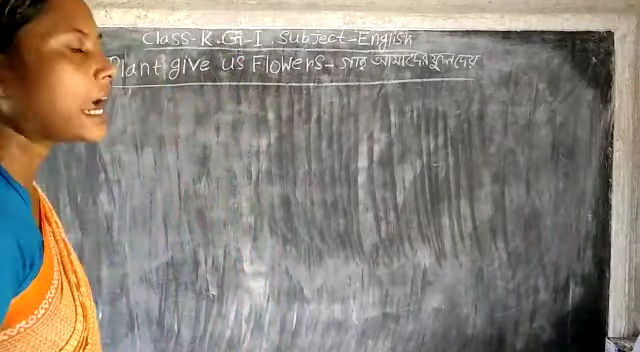 Class-K.G-I. Subject-English
Plant give us Flowers- গাছ আমাদের ফুল দেয়